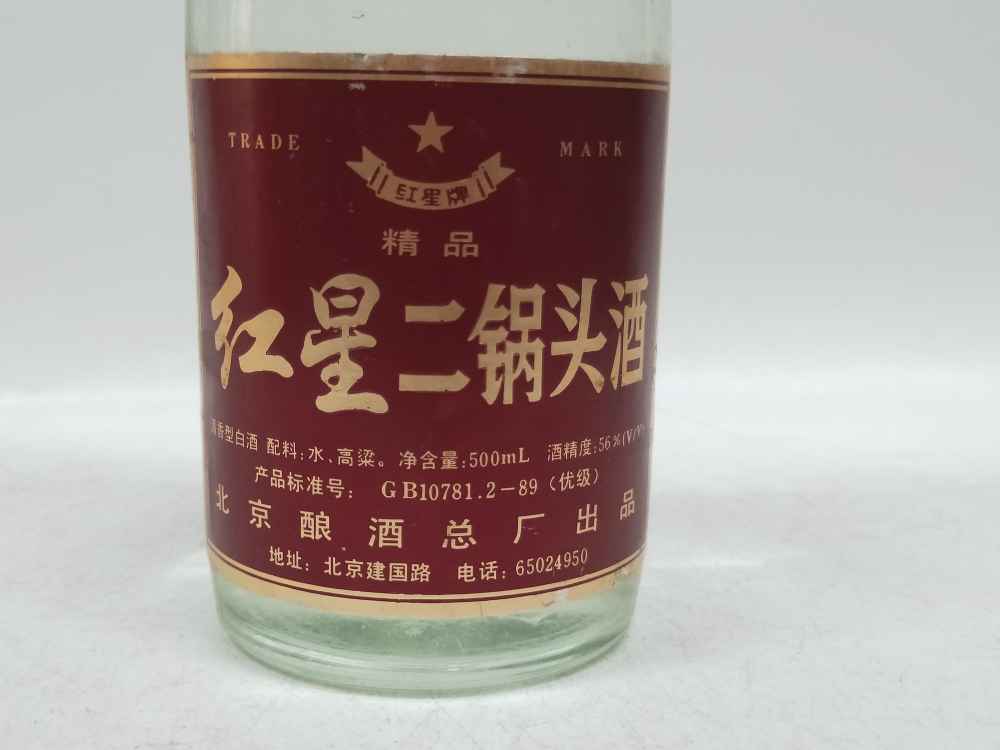 TRADE MARK
红星牌
精品
红星二锅头酒
清香型白酒 配料:水、高粱。净含量:500mL 酒精度:56%(V/V)
产品标准号: GB10781.2-89(优级)
北京酿酒总厂出品
地址: 北京建国路 电话: 65024950